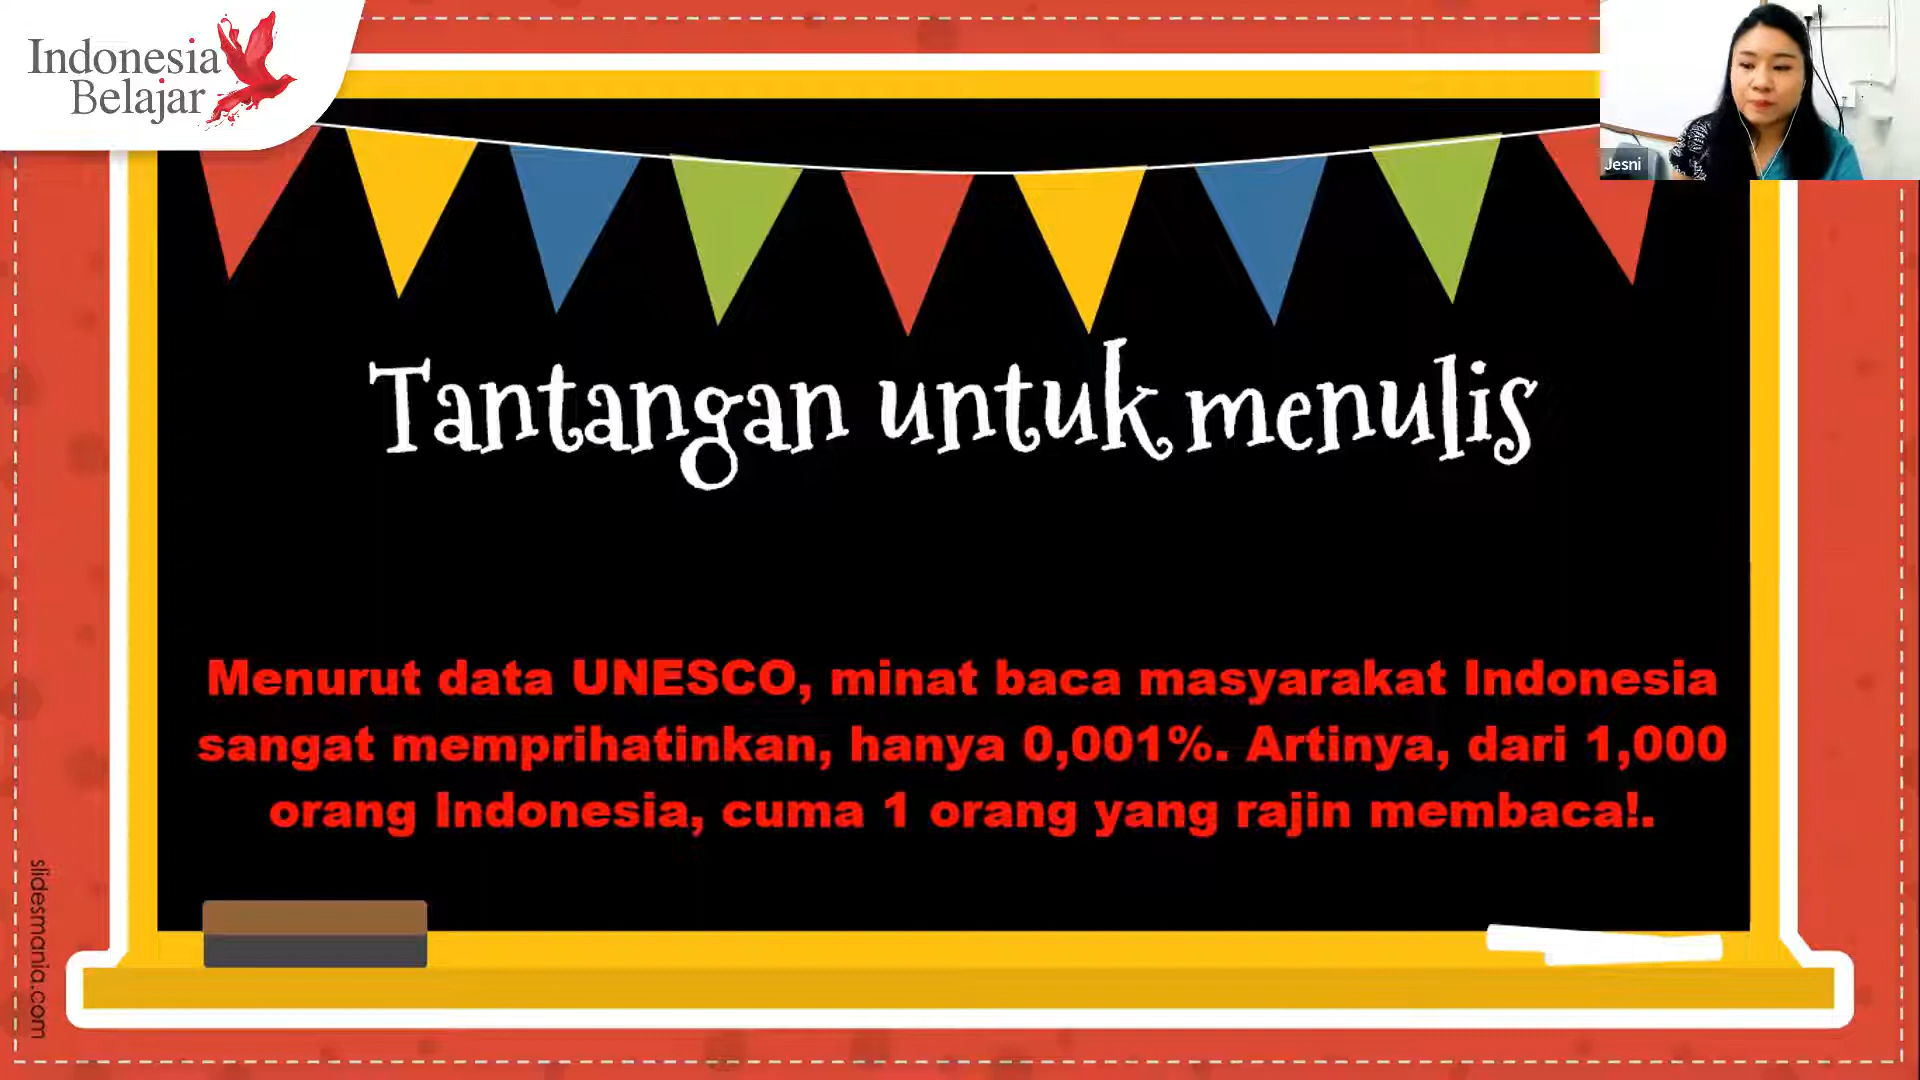 Indonesia
Belajar
Jesni
Tantangan untuk menulis
Menurut data UNESCO, minat baca masyarakat Indonesia
sangat memprihatinkan, hanya 0,001%. Artinya, dari 1,000
orang Indonesia, cuma 1 orang yang rajin membaca!.
slidesmania.com